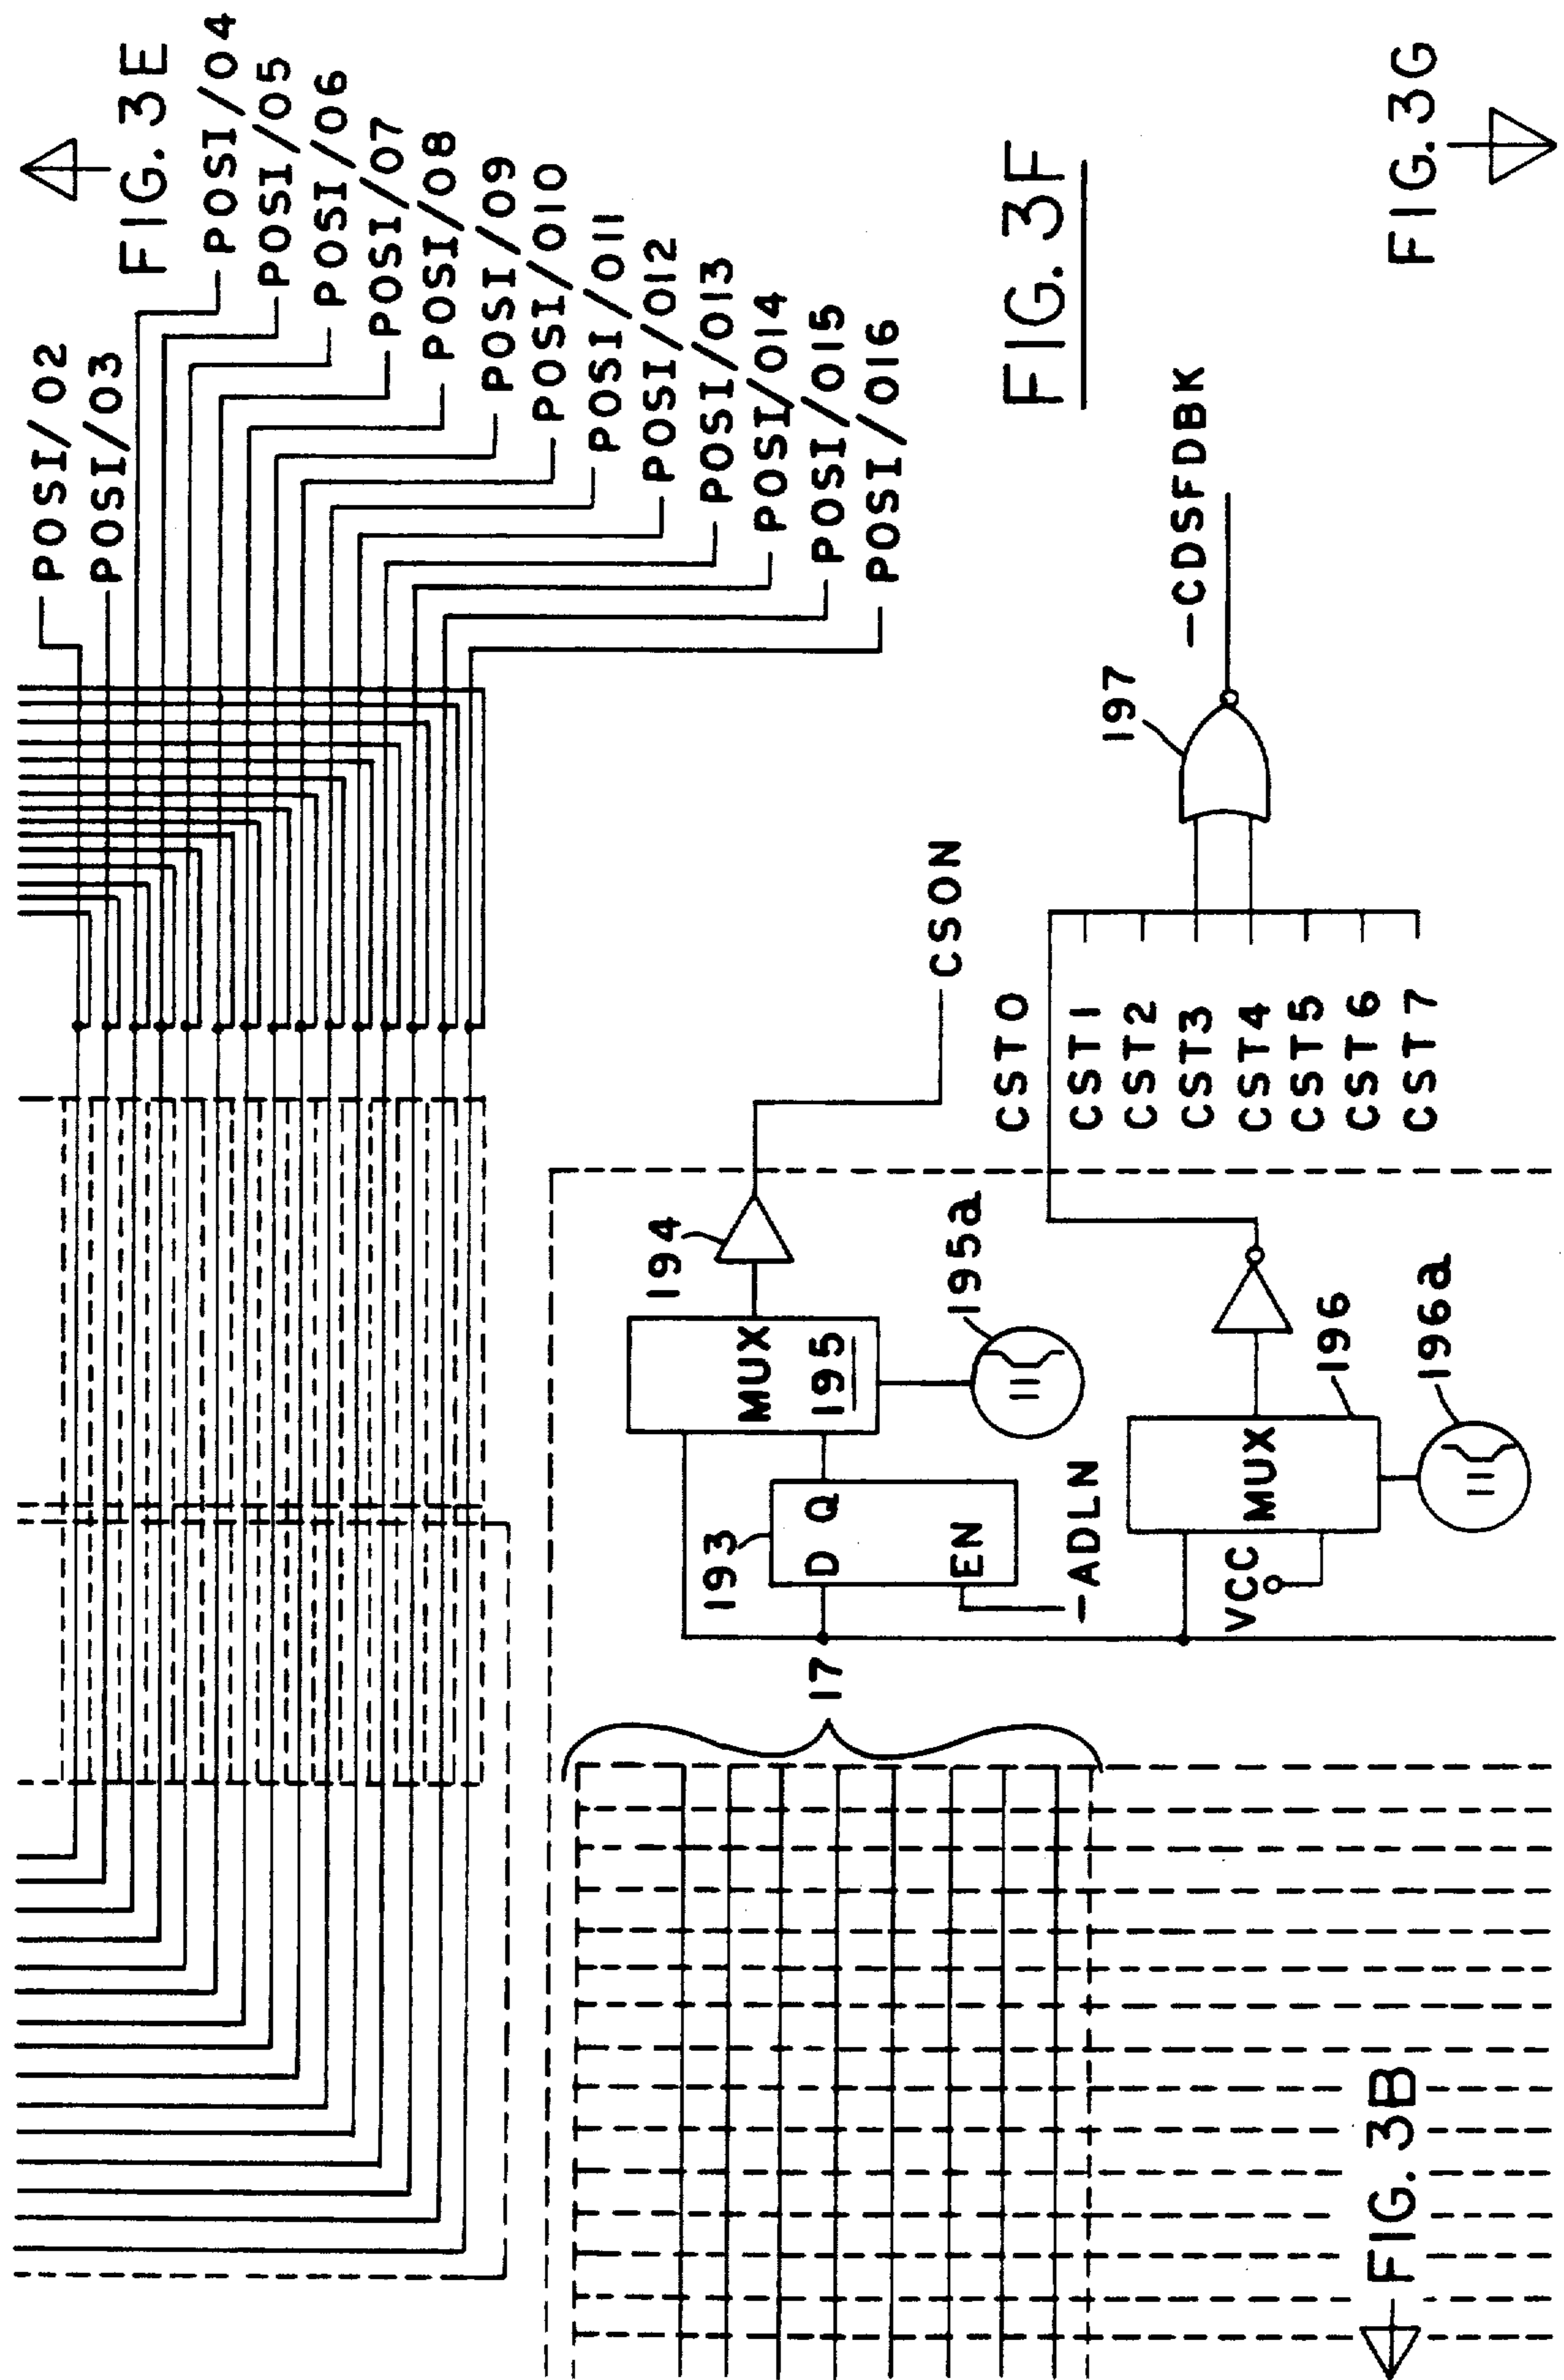 FIG. 3E
POSI/02
POSI/03
POSI/04
POSI/05
POSI/06
POSI/07
POSI/08
POSI/09
POSI/010
POSI/011
POSI/012
POSI/013
POSI/014
POSI/015
POSI/016
FIG. 3F
17
193
D Q
EN
-ADLN
MUX
195
195a
194
CSON
VCC
MUX
196
196a
CST0
CST1
CST2
CST3
CST4
CST5
CST6
CST7
197
-CDSFDBK
FIG. 3B
FIG. 3G